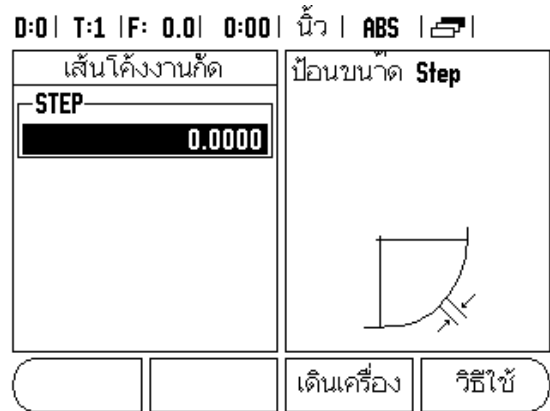 D:0| T:1 |F: 0.0| 0:00| นิ้ว | ABS |
เส้นโค้งงานกัด
STEP
0.0000
ป้อนขนาด Step
เดินเครื่อง
วิธีใช้